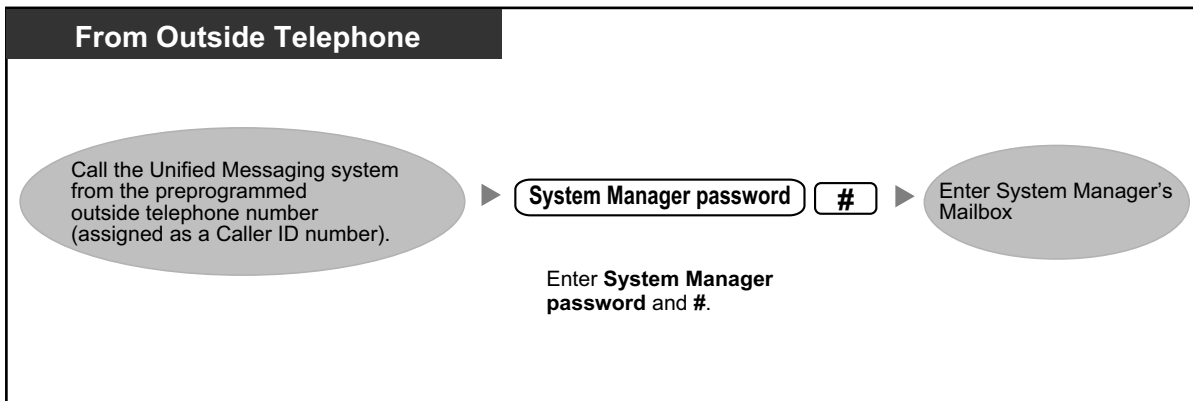 From Outside Telephone
Call the Unified Messaging system
from the preprogrammed
outside telephone number
(assigned as a Caller ID number).
System Manager password
#
Enter System Manager
password and #.
Enter System Manager’s
Mailbox